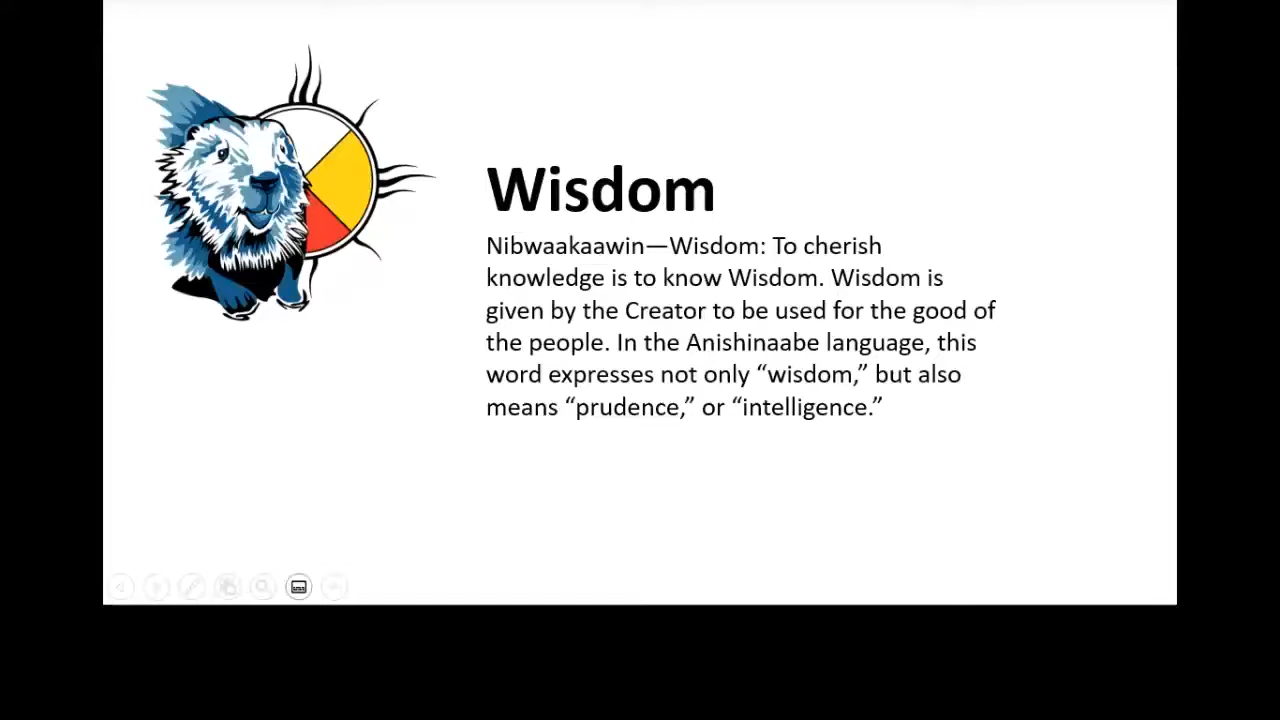 Wisdom
Nibwaakaawin—Wisdom: To cherish
knowledge is to know Wisdom. Wisdom is
given by the Creator to be used for the good of
the people. In the Anishinaabe language, this
word expresses not only “wisdom,” but also
means “prudence,” or “intelligence.”